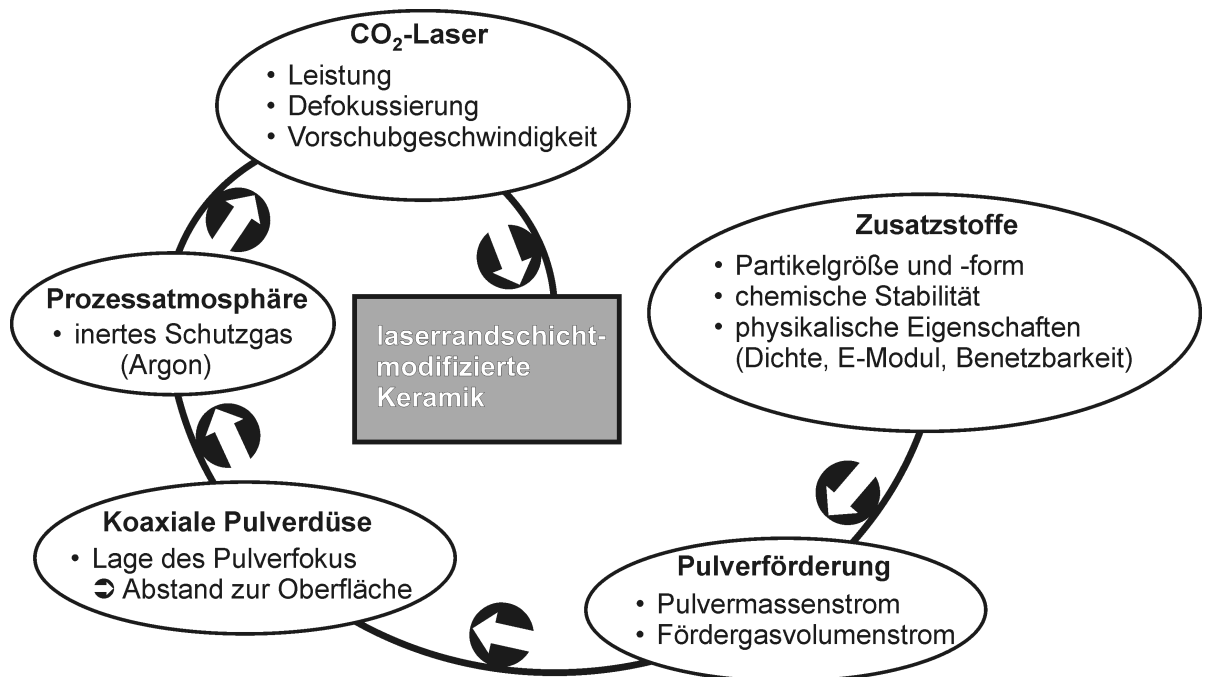 CO₂-Laser
• Leistung
• Defokussierung
• Vorschubgeschwindigkeit
Zusatzstoffe
• Partikelgröße und -form
• chemische Stabilität
• physikalische Eigenschaften
(Dichte, E-Modul, Benetzbarkeit)
Prozessatmosphäre
• inertes Schutzgas
(Argon)
laserrandschicht-
modifizierte
Keramik
Koaxiale Pulverdüse
• Lage des Pulverfokus
➲ Abstand zur Oberfläche
Pulverförderung
• Pulvermassenstrom
• Fördergasvolumenstrom